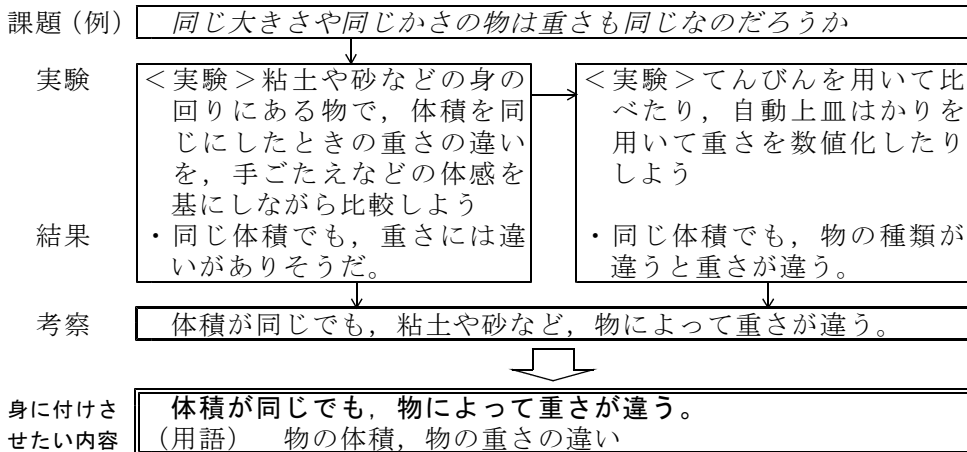 課題（例）
同じ大きさや同じかさの物は重さも同じなのだろうか
実験
＜実験＞粘土や砂などの身の
回りにある物で，体積を同
じにしたときの重さの違い
を，手ごたえなどの体感を
基にしながら比較しよう
＜実験＞てんびんを用いて比
べたり，自動上皿はかりを
用いて重さを数値化したり
しよう
結果
・同じ体積でも，重さには違
いがありそうだ。
・同じ体積でも，物の種類が
違うと重さが違う。
考察
体積が同じでも，粘土や砂など，物によって重さが違う。
身に付けさ
せたい内容
体積が同じでも，物によって重さが違う。
（用語）　物の体積，物の重さの違い